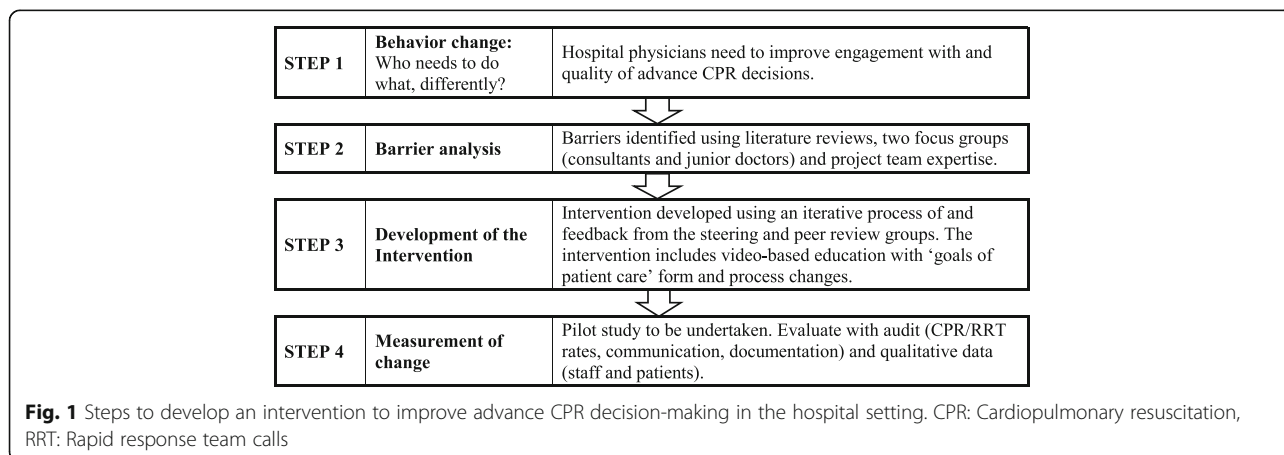 STEP 1
Behavior change:
Who needs to do
what, differently?
Hospital physicians need to improve engagement with and
quality of advance CPR decisions.
STEP 2
Barrier analysis
Barriers identified using literature reviews, two focus groups
(consultants and junior doctors) and project team expertise.
STEP 3
Development of the
Intervention
Intervention developed using an iterative process of and
feedback from the steering and peer review groups. The
intervention includes video-based education with ‘goals of
patient care’ form and process changes.
STEP 4
Measurement of
change
Pilot study to be undertaken. Evaluate with audit (CPR/RRT
rates, communication, documentation) and qualitative data
(staff and patients).
Fig. 1 Steps to develop an intervention to improve advance CPR decision-making in the hospital setting. CPR: Cardiopulmonary resuscitation,
RRT: Rapid response team calls